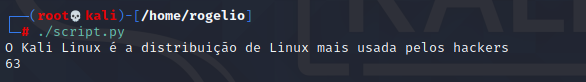 (root💀kali)-[/home/rogelio]
# ./script.py
O Kali Linux é a distribuição de Linux mais usada pelos hackers
63